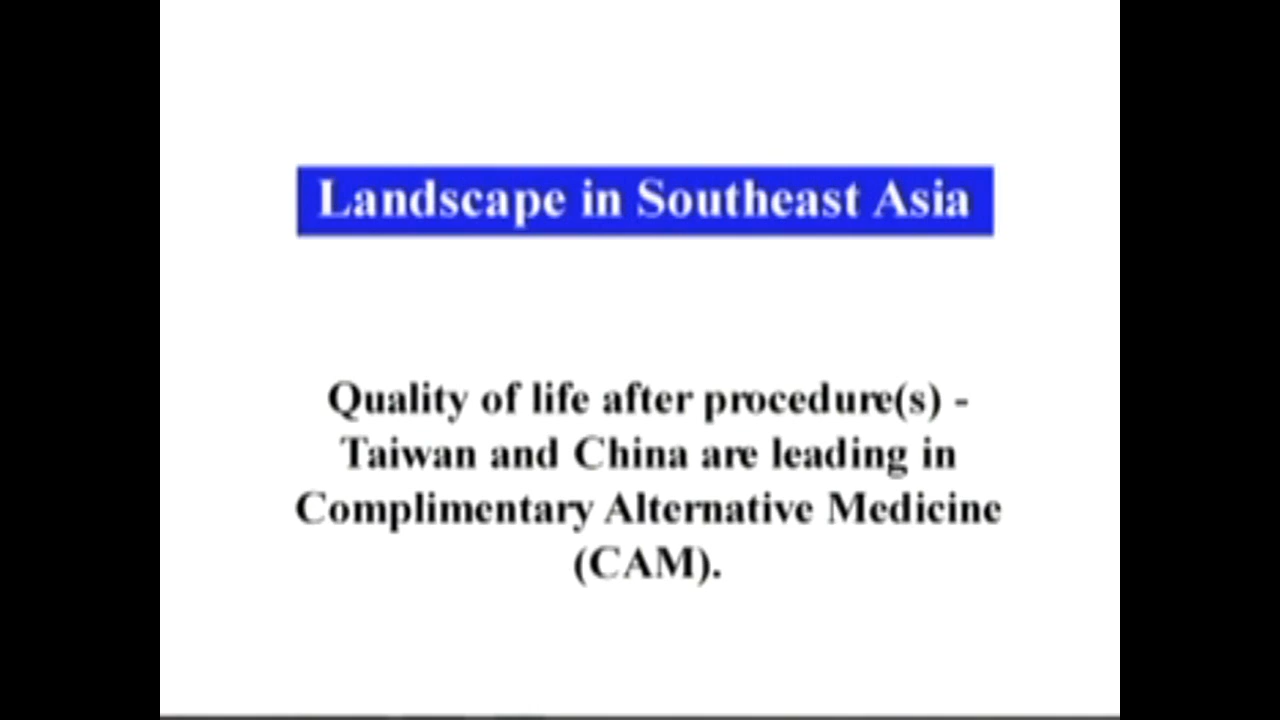 Landscape in Southeast Asia
Quality of life after procedure(s) -
Taiwan and China are leading in
Complimentary Alternative Medicine
(CAM).